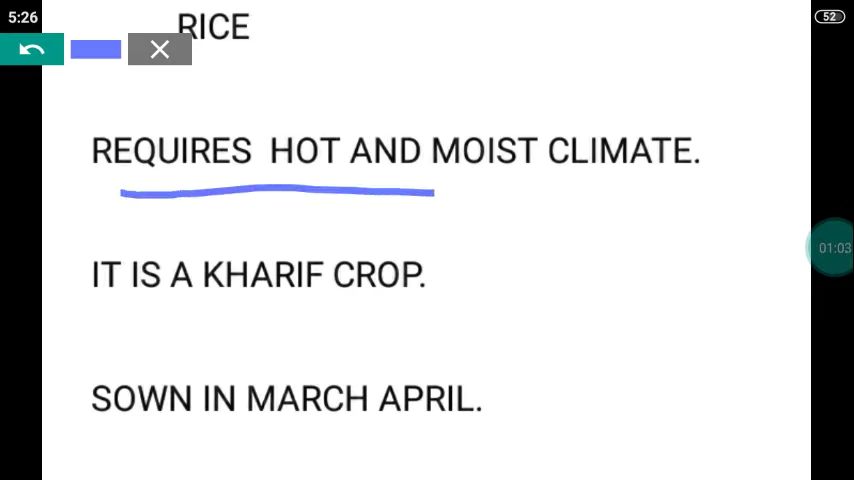 5:26
52
RICE
REQUIRES HOT AND MOIST CLIMATE.
01:03
IT IS A KHARIF CROP.
SOWN IN MARCH APRIL.